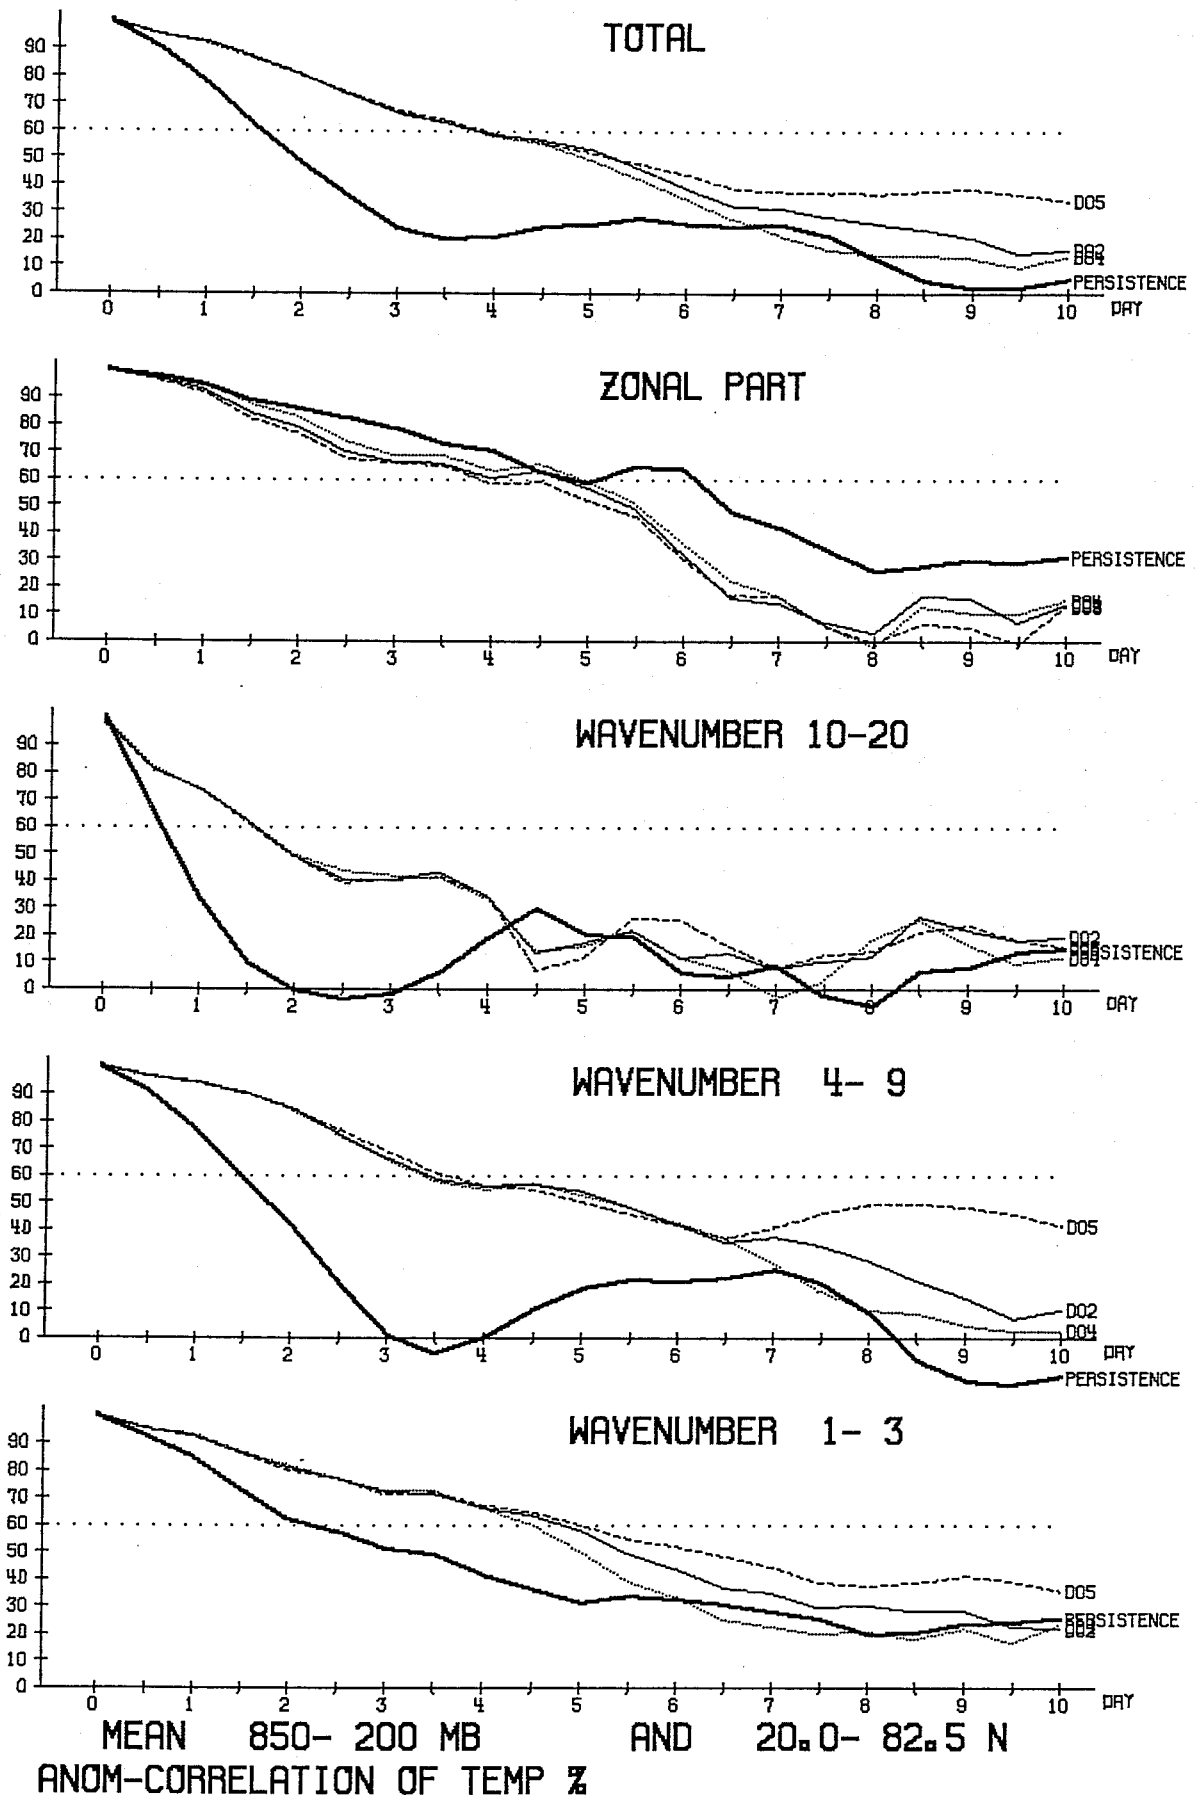 TOTAL
90
80
70
60
50
40
30
20
10
0
D05
D02
D04
PERSISTENCE
0 1 2 3 4 5 6 7 8 9 10 DAY
ZONAL PART
90
80
70
60
50
40
30
20
10
0
PERSISTENCE
0 1 2 3 4 5 6 7 8 9 10 DAY
WAVENUMBER 10-20
90
80
70
60
50
40
30
20
10
0
D02
PERSISTENCE
D04
0 1 2 3 4 5 6 7 8 9 10 DAY
WAVENUMBER 4- 9
90
80
70
60
50
40
30
20
10
0
D05
D02
D04
0 1 2 3 4 5 6 7 8 9 10 DAY
PERSISTENCE
WAVENUMBER 1- 3
90
80
70
60
50
40
30
20
10
0
D05
PERSISTENCE
D02
0 1 2 3 4 5 6 7 8 9 10 DAY
MEAN 850- 200 MB AND 20.0- 82.5 N
ANOM-CORRELATION OF TEMP %